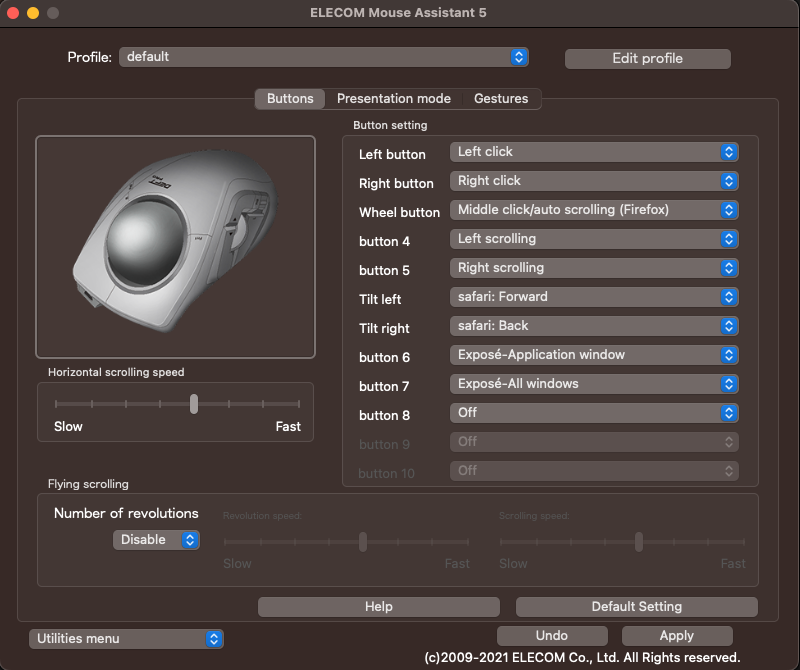 ELECOM Mouse Assistant 5
Profile: default Edit profile
Buttons Presentation mode Gestures
Button setting
DEFT PRO
Left button Left click
Right button Right click
Wheel button Middle click/auto scrolling (Firefox)
button 4 Left scrolling
button 5 Right scrolling
Tilt left safari: Forward
Tilt right safari: Back
button 6 Exposé-Application window
button 7 Exposé-All windows
button 8 Off
button 9 Off
button 10 Off
Horizontal scrolling speed
Slow Fast
Flying scrolling
Number of revolutions
Disable
Revolution speed:
Slow Fast
Scrolling speed:
Slow Fast
Help Default Setting
Utilities menu Undo Apply
(c)2009-2021 ELECOM Co., Ltd. All Rights reserved.